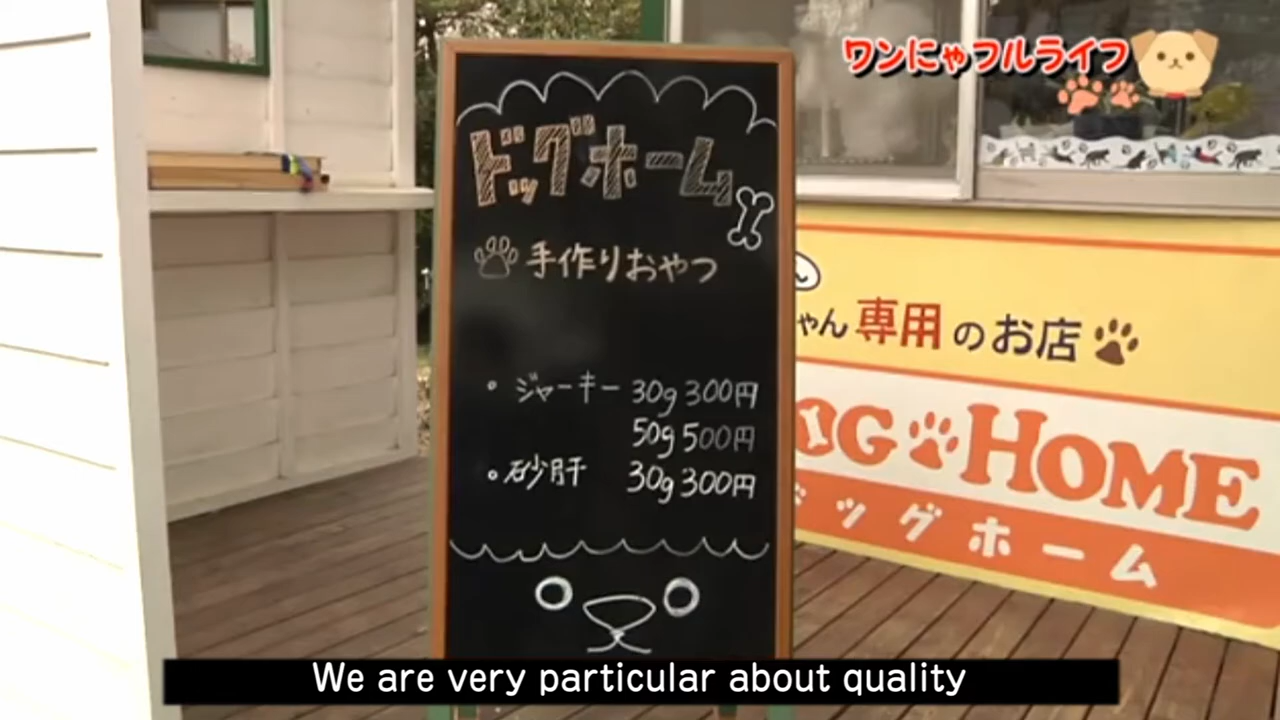 ワンにゃフルライフ
ドッグホーム
手作りおやつ
・ジャーキー 30g 300円
50g 500円
・砂肝 30g 300円
ゃん専用のお店
OG HOME
ドッグホーム
We are very particular about quality